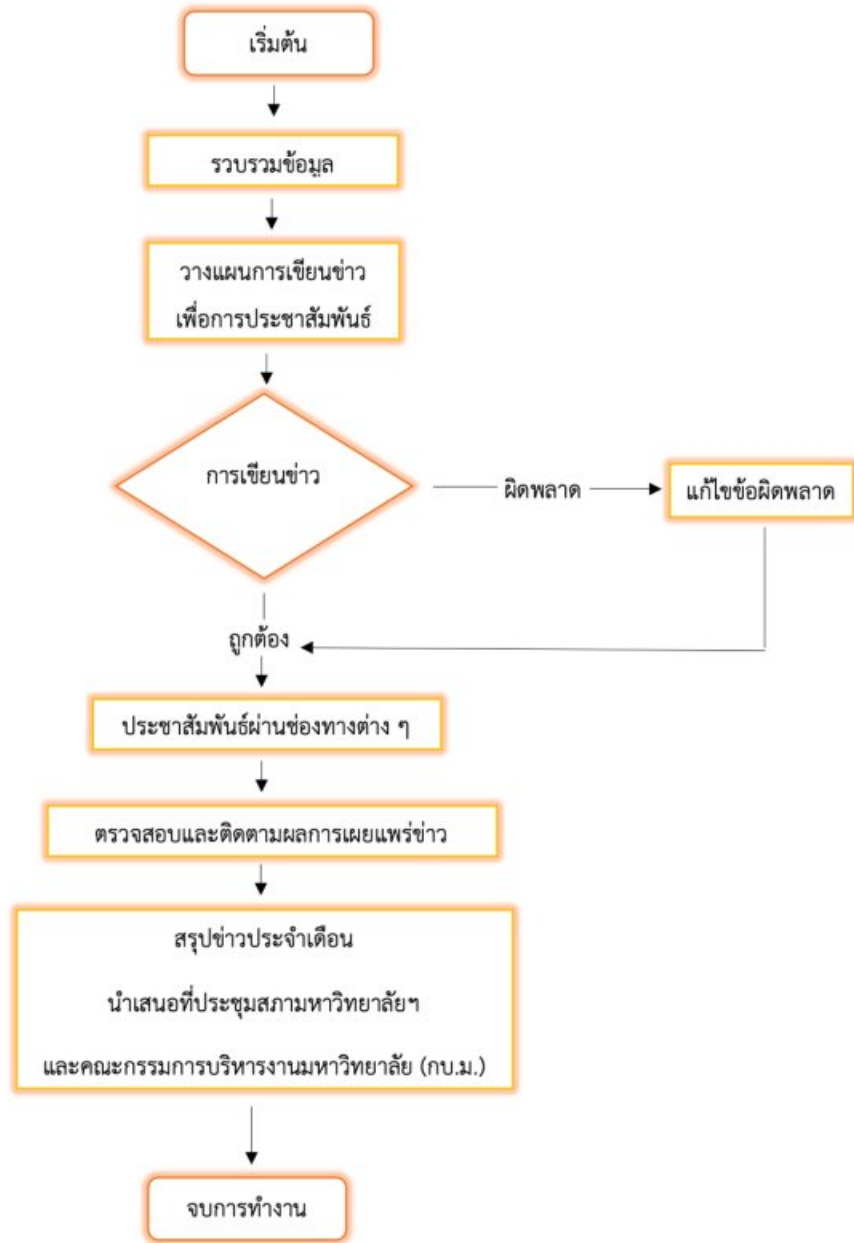 เริ่มต้น
รวบรวมข้อมูล
วางแผนการเขียนข่าว
เพื่อการประชาสัมพันธ์
การเขียนข่าว
ผิดพลาด
แก้ไขข้อผิดพลาด
ถูกต้อง
ประชาสัมพันธ์ผ่านช่องทางต่าง ๆ
ตรวจสอบและติดตามผลการเผยแพร่ข่าว
สรุปข่าวประจำเดือน
นำเสนอที่ประชุมสภามหาวิทยาลัยฯ
และคณะกรรมการบริหารงานมหาวิทยาลัย (กบ.ม.)
จบการทำงาน